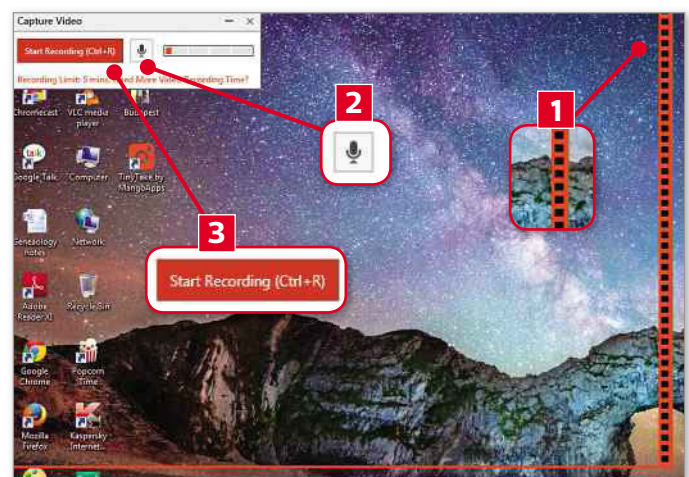 Capture Video
Start Recording (Ctrl+R)
Recording Limit: 5 mins. Need More Video Recording Time?
1
2
3
Start Recording (Ctrl+R)
Chromecast
VLC media
player
Budapest
talk
Google Talk
Computer
TinyTake by
MangoApps
Genealogy
notes
Network
Adobe
Reader XI
Recycle Bin
Google
Chrome
Popcorn
Time
Mozilla
Firefox
Kaspersky
Internet...